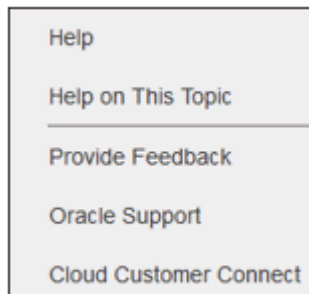 Help
Help on This Topic
Provide Feedback
Oracle Support
Cloud Customer Connect